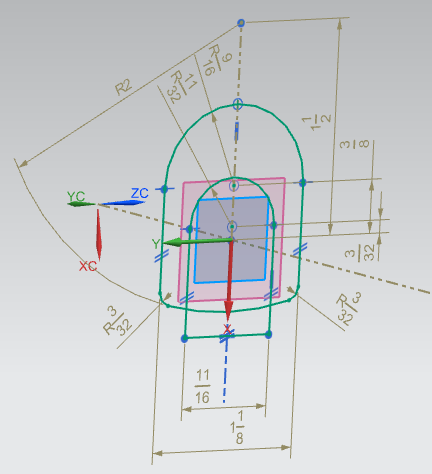 R2
R 11/32
R 9/16
1 1/2
3/8
ZC
YC
XC
Y
X
3/32
R 3/32
R 3/32
11/16
1 1/8